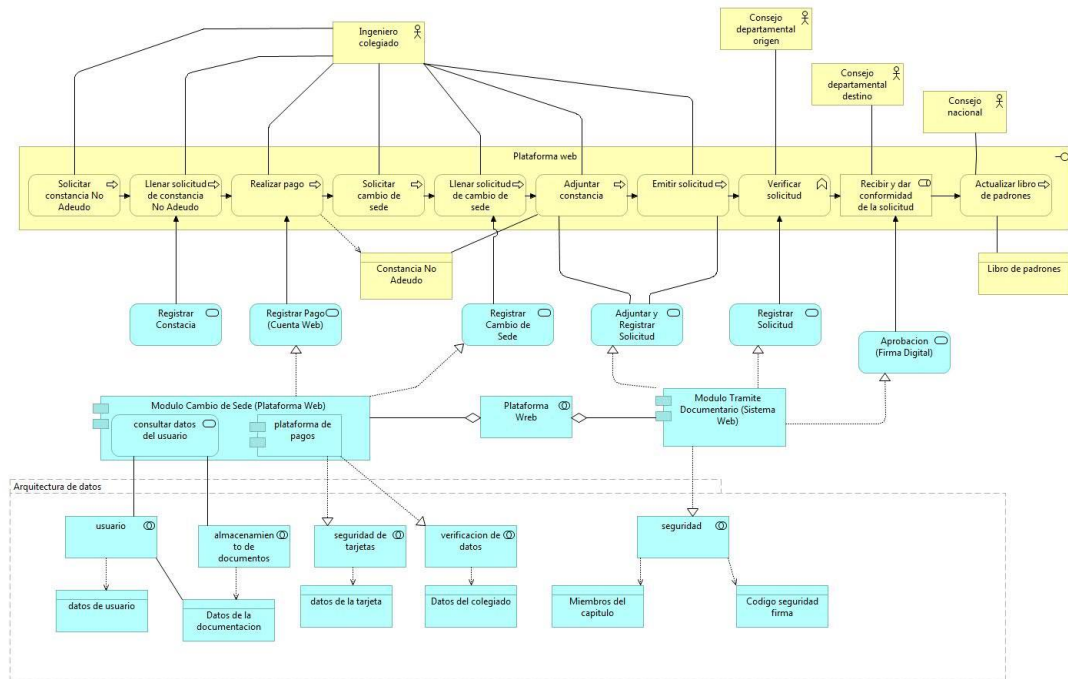 Ingeniero
colegiado
Consejo
departamental
origen
Consejo
departamental
destino
Consejo
nacional
Plataforma web
Solicitar
constancia No
Adeudo
Llenar solicitud
de constancia
No Adeudo
Realizar pago
Solicitar
cambio de
sede
Llenar solicitud
de cambio de
sede
Adjuntar
constancia
Emitir solicitud
Verificar
solicitud
Recibir y dar
conformidad
de la solicitud
Actualizar libro
de padrones
Constancia No
Adeudo
Libro de padrones
Registrar
Constacia
Registrar Pago
(Cuenta Web)
Registrar
Cambio de
Sede
Adjuntar y
Registrar
Solicitud
Registrar
Solicitud
Aprobacion
(Firma Digital)
Modulo Cambio de Sede (Plataforma Web)
consultar datos
del usuario
plataforma de
pagos
Plataforma
Wreb
Modulo Tramite
Documentario (Sistema
Web)
Arquitectura de datos
usuario
almacenamien
to de
documentos
seguridad de
tarjetas
verificacion de
datos
seguridad
datos de usuario
Datos de la
documentacion
datos de la tarjeta
Datos del colegiado
Miembros del
capitulo
Codigo seguridad
firma